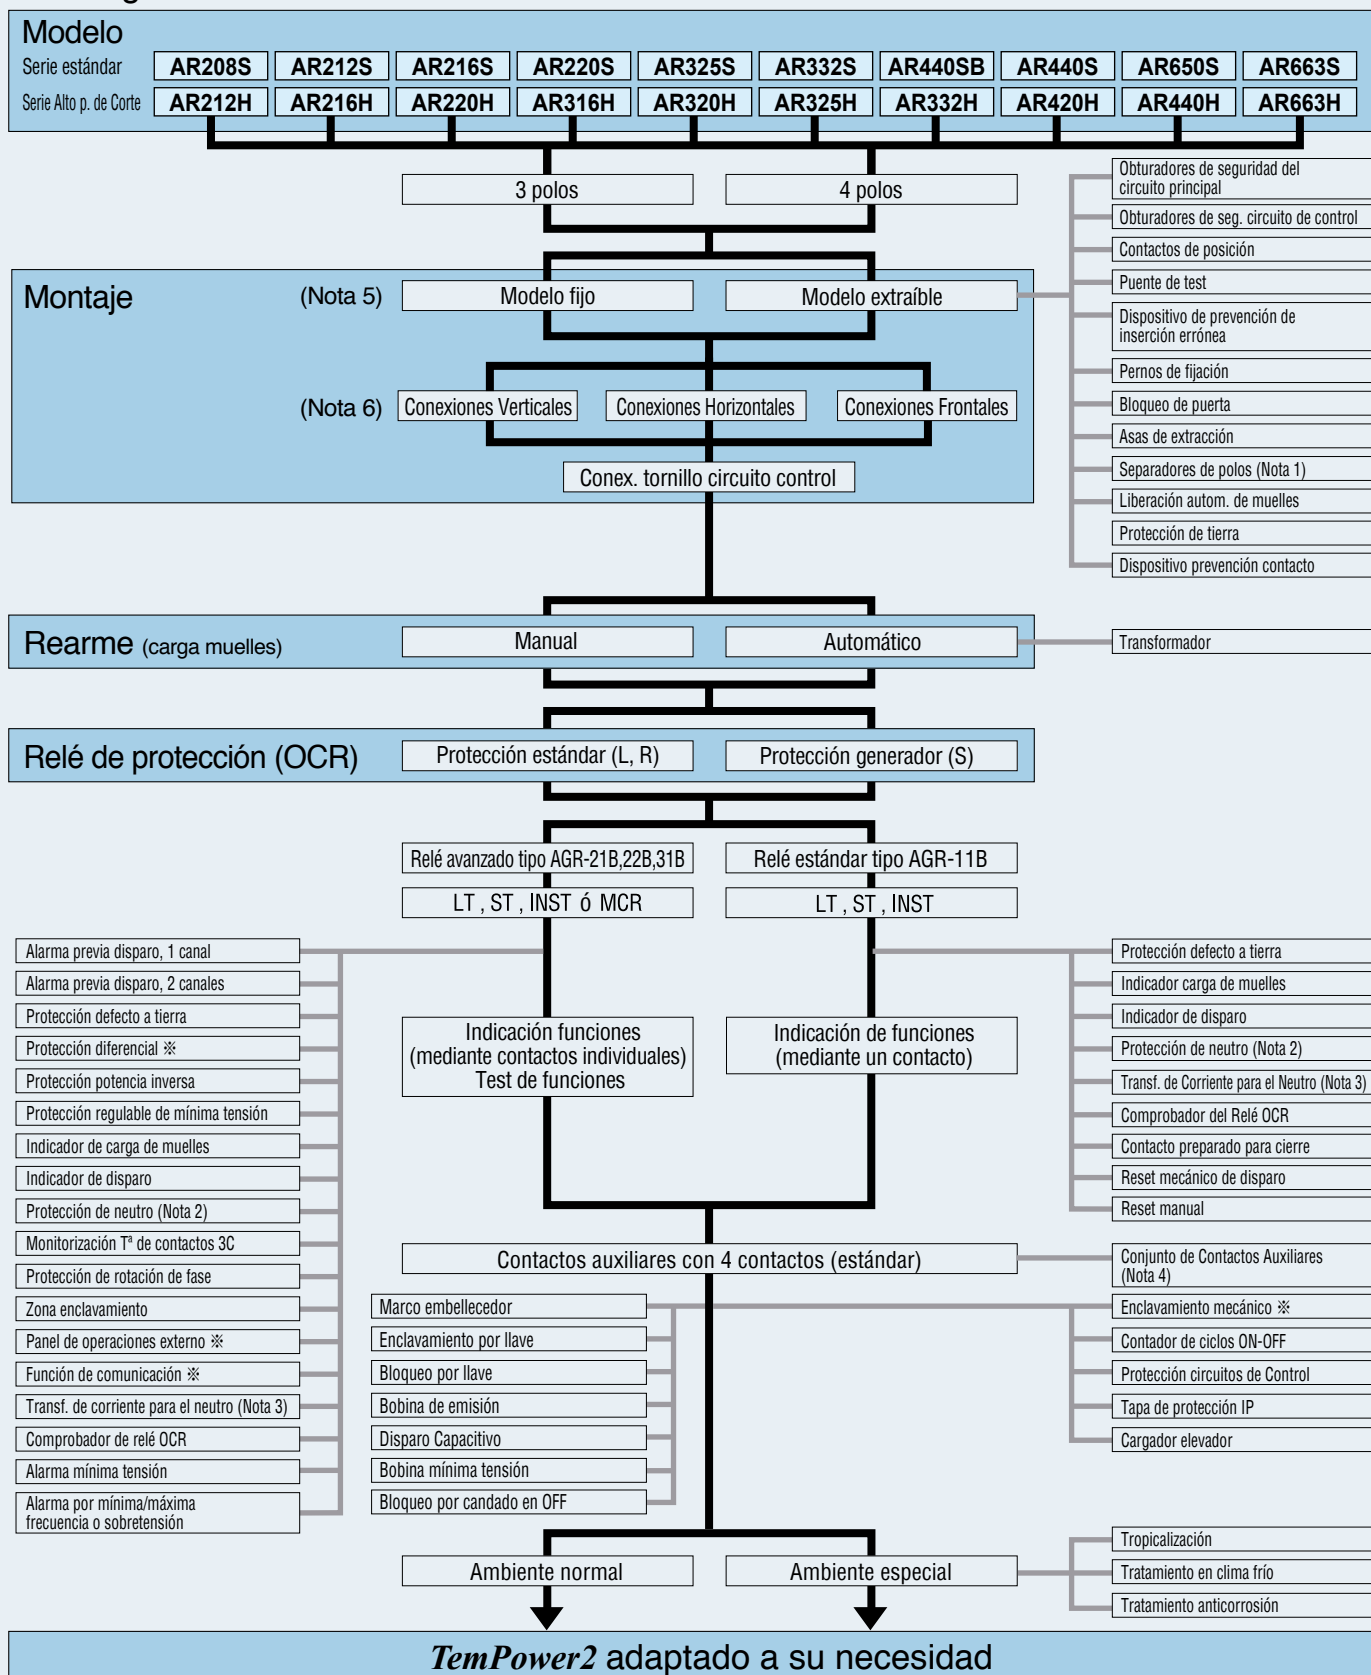 Modelo
Serie estándar AR208S AR212S AR216S AR220S AR325S AR332S AR440SB AR440S AR650S AR663S
Serie Alto p. de Corte AR212H AR216H AR220H AR316H AR320H AR325H AR332H AR420H AR440H AR663H
3 polos
4 polos
Obturadores de seguridad del
circuito principal
Obturadores de seg. circuito de control
Contactos de posición
Puente de test
Dispositivo de prevención de
inserción errónea
Pernos de fijación
Bloqueo de puerta
Asas de extracción
Separadores de polos (Nota 1)
Liberación autom. de muelles
Protección de tierra
Dispositivo prevención contacto
Montaje
(Nota 5)
Modelo fijo
Modelo extraíble
(Nota 6)
Conexiones Verticales
Conexiones Horizontales
Conexiones Frontales
Conex. tornillo circuito control
Rearme (carga muelles)
Manual
Automático
Transformador
Relé de protección (OCR)
Protección estándar (L, R)
Protección generador (S)
Relé avanzado tipo AGR-21B,22B,31B
Relé estándar tipo AGR-11B
LT , ST , INST ó MCR
LT , ST , INST
Alarma previa disparo, 1 canal
Alarma previa disparo, 2 canales
Protección defecto a tierra
Protección diferencial ※
Protección potencia inversa
Protección regulable de mínima tensión
Indicador de carga de muelles
Indicador de disparo
Protección de neutro (Nota 2)
Monitorización Tª de contactos 3C
Protección de rotación de fase
Zona enclavamiento
Panel de operaciones externo ※
Función de comunicación ※
Transf. de corriente para el neutro (Nota 3)
Comprobador de relé OCR
Alarma mínima tensión
Alarma por mínima/máxima
frecuencia o sobretensión
Indicación funciones
(mediante contactos individuales)
Test de funciones
Indicación de funciones
(mediante un contacto)
Protección defecto a tierra
Indicador carga de muelles
Indicador de disparo
Protección de neutro (Nota 2)
Transf. de Corriente para el Neutro (Nota 3)
Comprobador del Relé OCR
Contacto preparado para cierre
Reset mecánico de disparo
Reset manual
Contactos auxiliares con 4 contactos (estándar)
Conjunto de Contactos Auxiliares
(Nota 4)
Marco embellecedor
Enclavamiento por llave
Bloqueo por llave
Bobina de emisión
Disparo Capacitivo
Bobina mínima tensión
Bloqueo por candado en OFF
Enclavamiento mecánico ※
Contador de ciclos ON-OFF
Protección circuitos de Control
Tapa de protección IP
Cargador elevador
Ambiente normal
Ambiente especial
Tropicalización
Tratamiento en clima frío
Tratamiento anticorrosión
TemPower2 adaptado a su necesidad